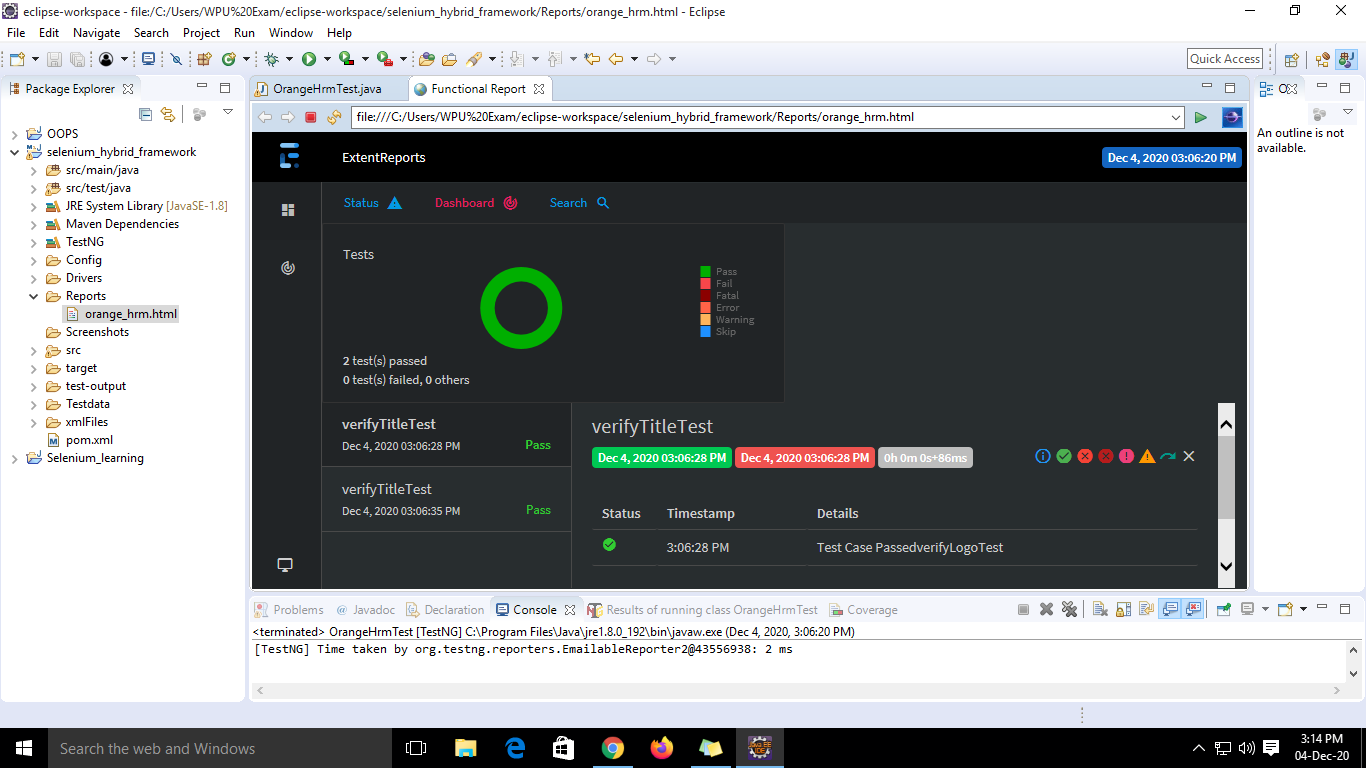 eclipse-workspace - file:/C:/Users/WPU%20Exam/eclipse-workspace/selenium_hybrid_framework/Reports/orange_hrm.html - Eclipse
File Edit Navigate Search Project Run Window Help
Quick Access
Package Explorer
OOPS
selenium_hybrid_framework
src/main/java
src/test/java
JRE System Library [JavaSE-1.8]
Maven Dependencies
TestNG
Config
Drivers
Reports
orange_hrm.html
Screenshots
src
target
test-output
Testdata
xmlFiles
pom.xml
Selenium_learning
OrangeHrmTest.java
Functional Report
file:///C:/Users/WPU%20Exam/eclipse-workspace/selenium_hybrid_framework/Reports/orange_hrm.html
ExtentReports
Dec 4, 2020 03:06:20 PM
Status
Dashboard
Search
Tests
Pass
Fail
Fatal
Error
Warning
Skip
2 test(s) passed
0 test(s) failed, 0 others
verifyTitleTest
Dec 4, 2020 03:06:28 PM
Pass
verifyTitleTest
Dec 4, 2020 03:06:35 PM
Pass
verifyTitleTest
Dec 4, 2020 03:06:28 PM
Dec 4, 2020 03:06:28 PM
0h 0m 0s+86ms
Status Timestamp Details
3:06:28 PM Test Case PassedverifyLogoTest
An outline is not
available.
Problems
@ Javadoc
Declaration
Console
Results of running class OrangeHrmTest
Coverage
<terminated> OrangeHrmTest [TestNG] C:\Program Files\Java\jre1.8.0_192\bin\javaw.exe (Dec 4, 2020, 3:06:20 PM)
[TestNG] Time taken by org.testng.reporters.EmailableReporter2@43556938: 2 ms
Search the web and Windows
3:14 PM
04-Dec-20